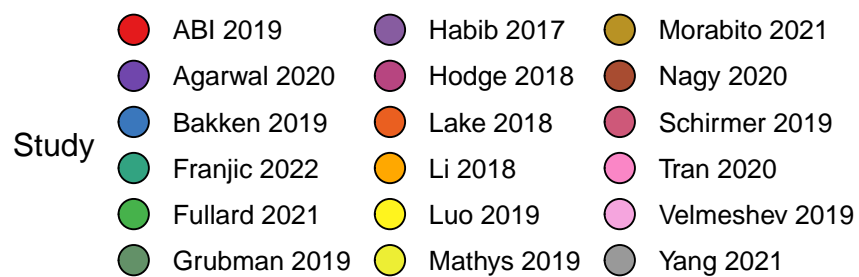 Study
ABI 2019
Agarwal 2020
Bakken 2019
Franjic 2022
Fullard 2021
Grubman 2019
Habib 2017
Hodge 2018
Lake 2018
Li 2018
Luo 2019
Mathys 2019
Morabito 2021
Nagy 2020
Schirmer 2019
Tran 2020
Velmeshev 2019
Yang 2021